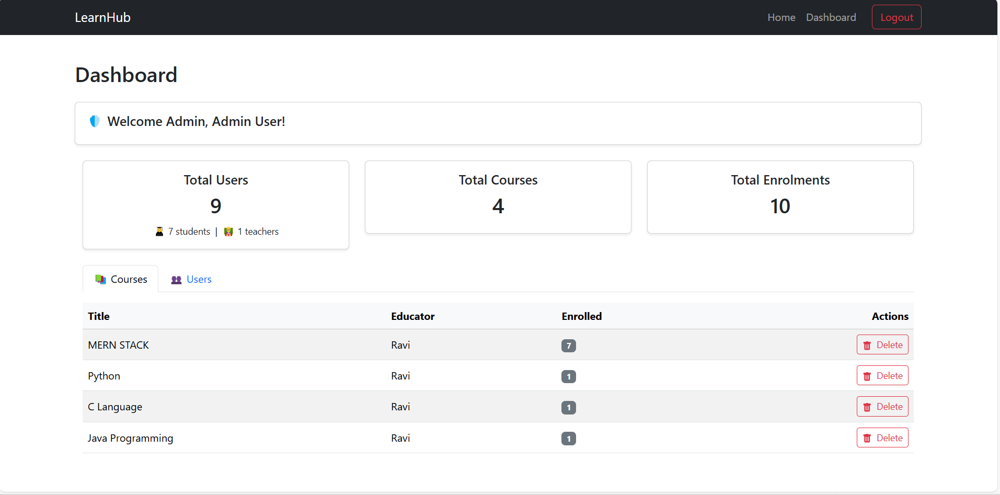 LearnHub Home Dashboard Logout
Dashboard
Welcome Admin, Admin User!
Total Users
9
7 students | 1 teachers
Total Courses
4
Total Enrolments
10
Courses Users
Title Educator Enrolled Actions
MERN STACK Ravi 7 Delete
Python Ravi 1 Delete
C Language Ravi 1 Delete
Java Programming Ravi 1 Delete